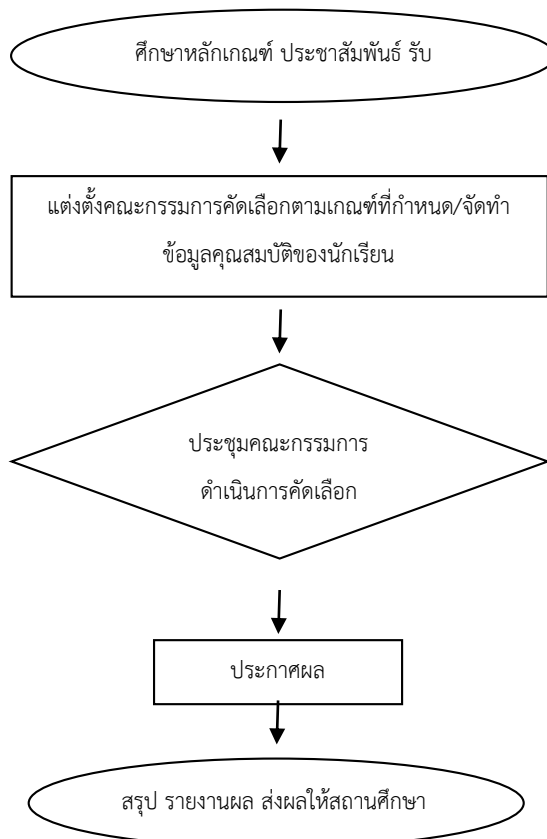 ศึกษาหลักเกณฑ์ ประชาสัมพันธ์ รับ
แต่งตั้งคณะกรรมการคัดเลือกตามเกณฑ์ที่กำหนด/จัดทำ
ข้อมูลคุณสมบัติของนักเรียน
ประชุมคณะกรรมการ
ดำเนินการคัดเลือก
ประกาศผล
สรุป รายงานผล ส่งผลให้สถานศึกษา